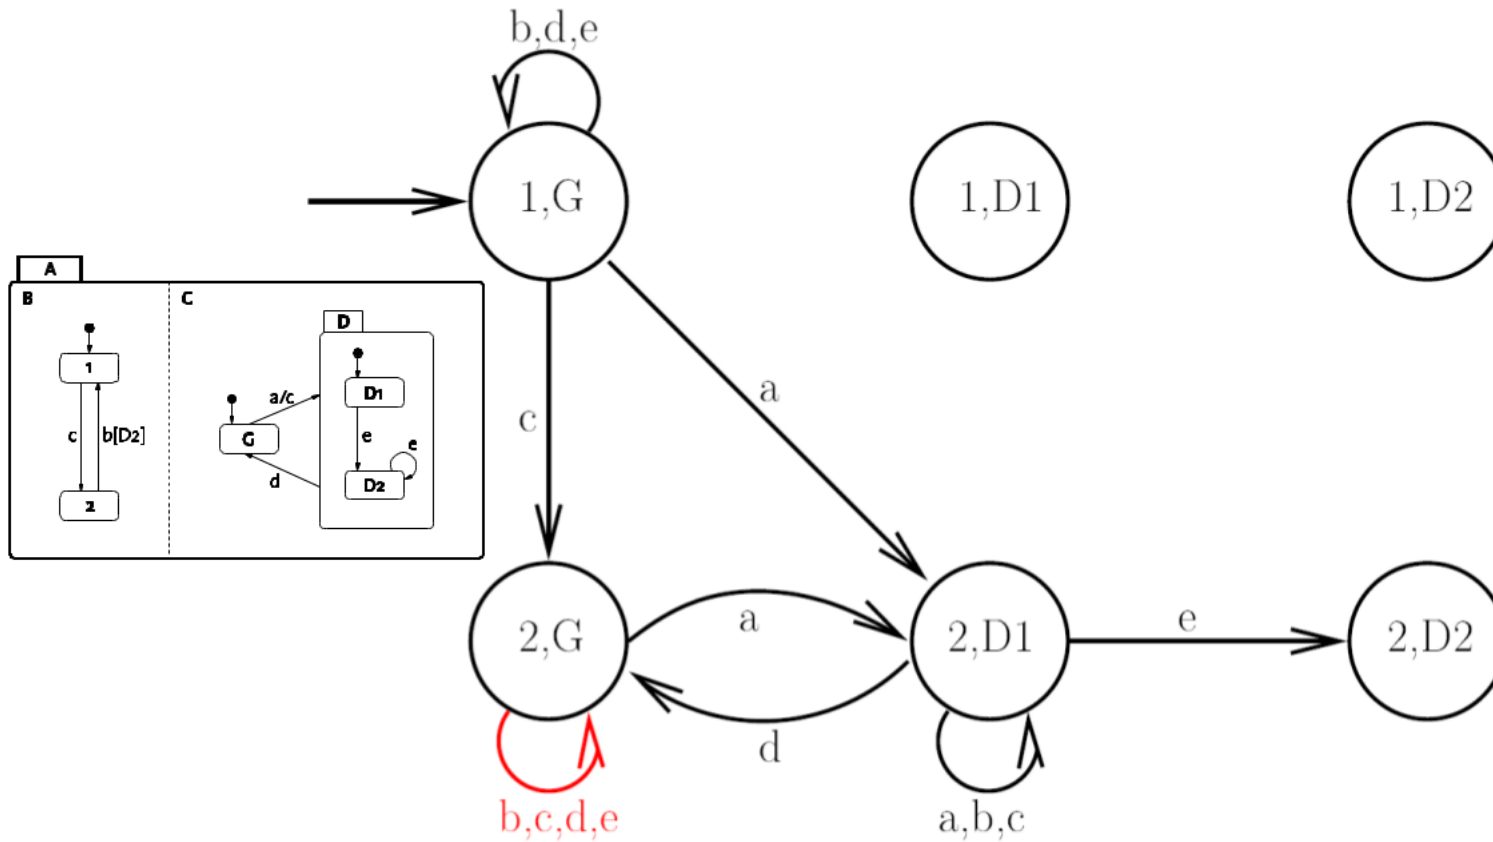 b,d,e
1,G
1,D1
1,D2
A
B
C
D
1
D1
a/c
G
c
b[D2]
e
e
d
D2
2
c
a
2,G
a
2,D1
e
2,D2
d
b,c,d,e
a,b,c